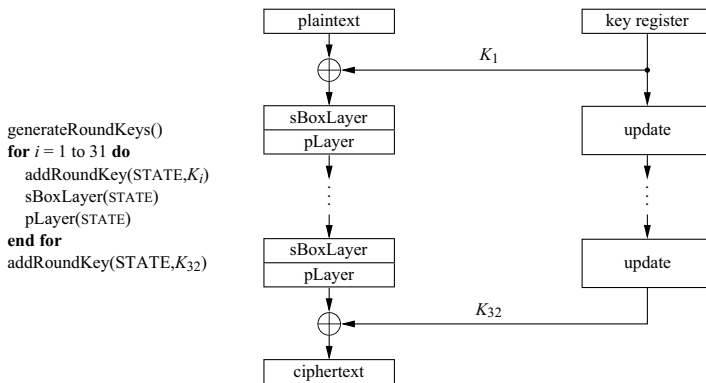 plaintext
key register
K1
generateRoundKeys()
for i = 1 to 31 do
addRoundKey(STATE,Ki)
sBoxLayer(STATE)
pLayer(STATE)
end for
addRoundKey(STATE,K32)
sBoxLayer
pLayer
update
sBoxLayer
pLayer
update
K32
ciphertext